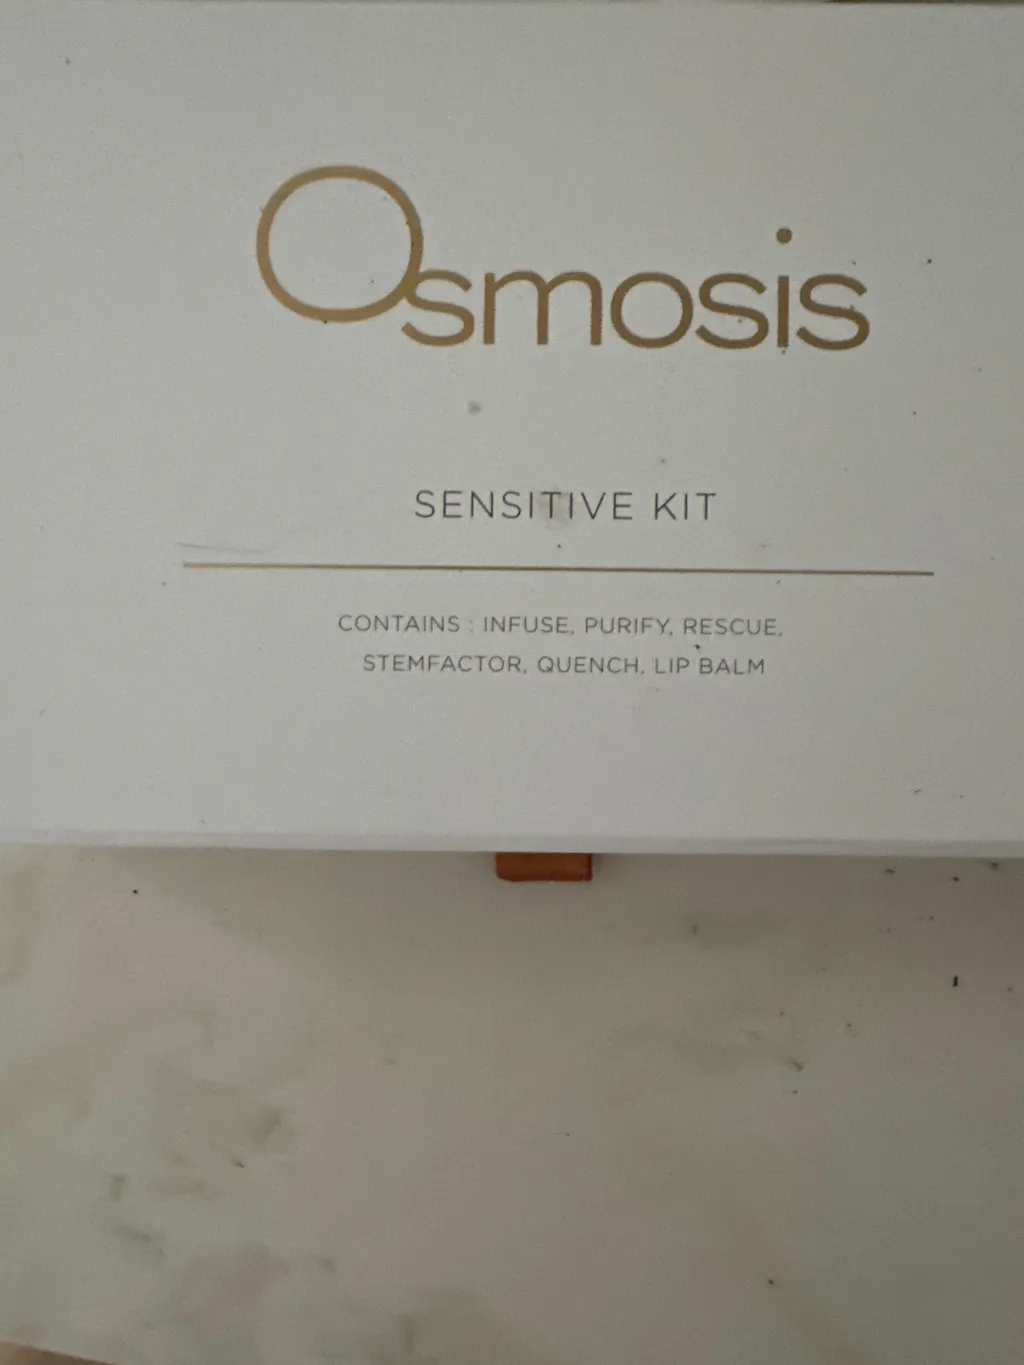 Osmosis
SENSITIVE KIT
CONTAINS : INFUSE, PURIFY, RESCUE,
STEMFACTOR, QUENCH, LIP BALM